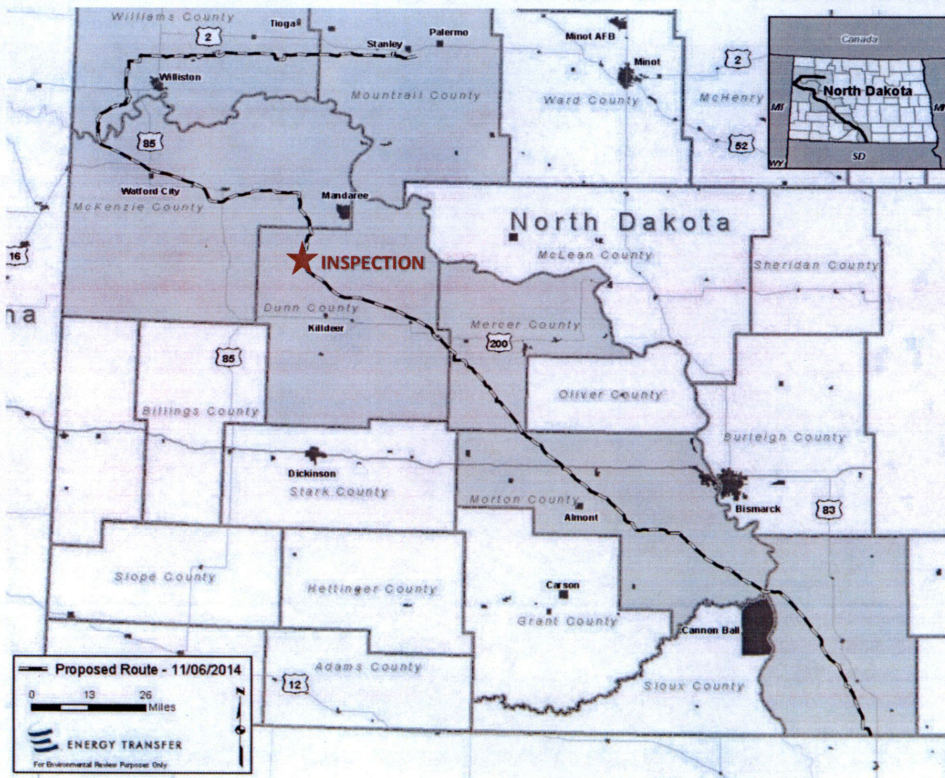 Williams County
Tioga
2
Stanley
Palermo
Williston
Mountrail County
85
Minot AFB
Minot
2
Ward County
McHenry
52
Canada
North Dakota
MT
MN
SD
WY
Watford City
McKenzie County
Mandaree
North Dakota
McLean County
Sheridan County
16
INSPECTION
na
Dunn County
Killdeer
Mercer County
200
85
Oliver County
Billings County
Burleigh County
Dickinson
Stark County
Morton County
Almont
Bismarck
83
Slope County
Hettinger County
Carson
Grant County
Cannon Ball
Adams County
12
Sioux County
Proposed Route - 11/06/2014
0 13 26
Miles
N
ENERGY TRANSFER
For Environmental Review Purposes Only